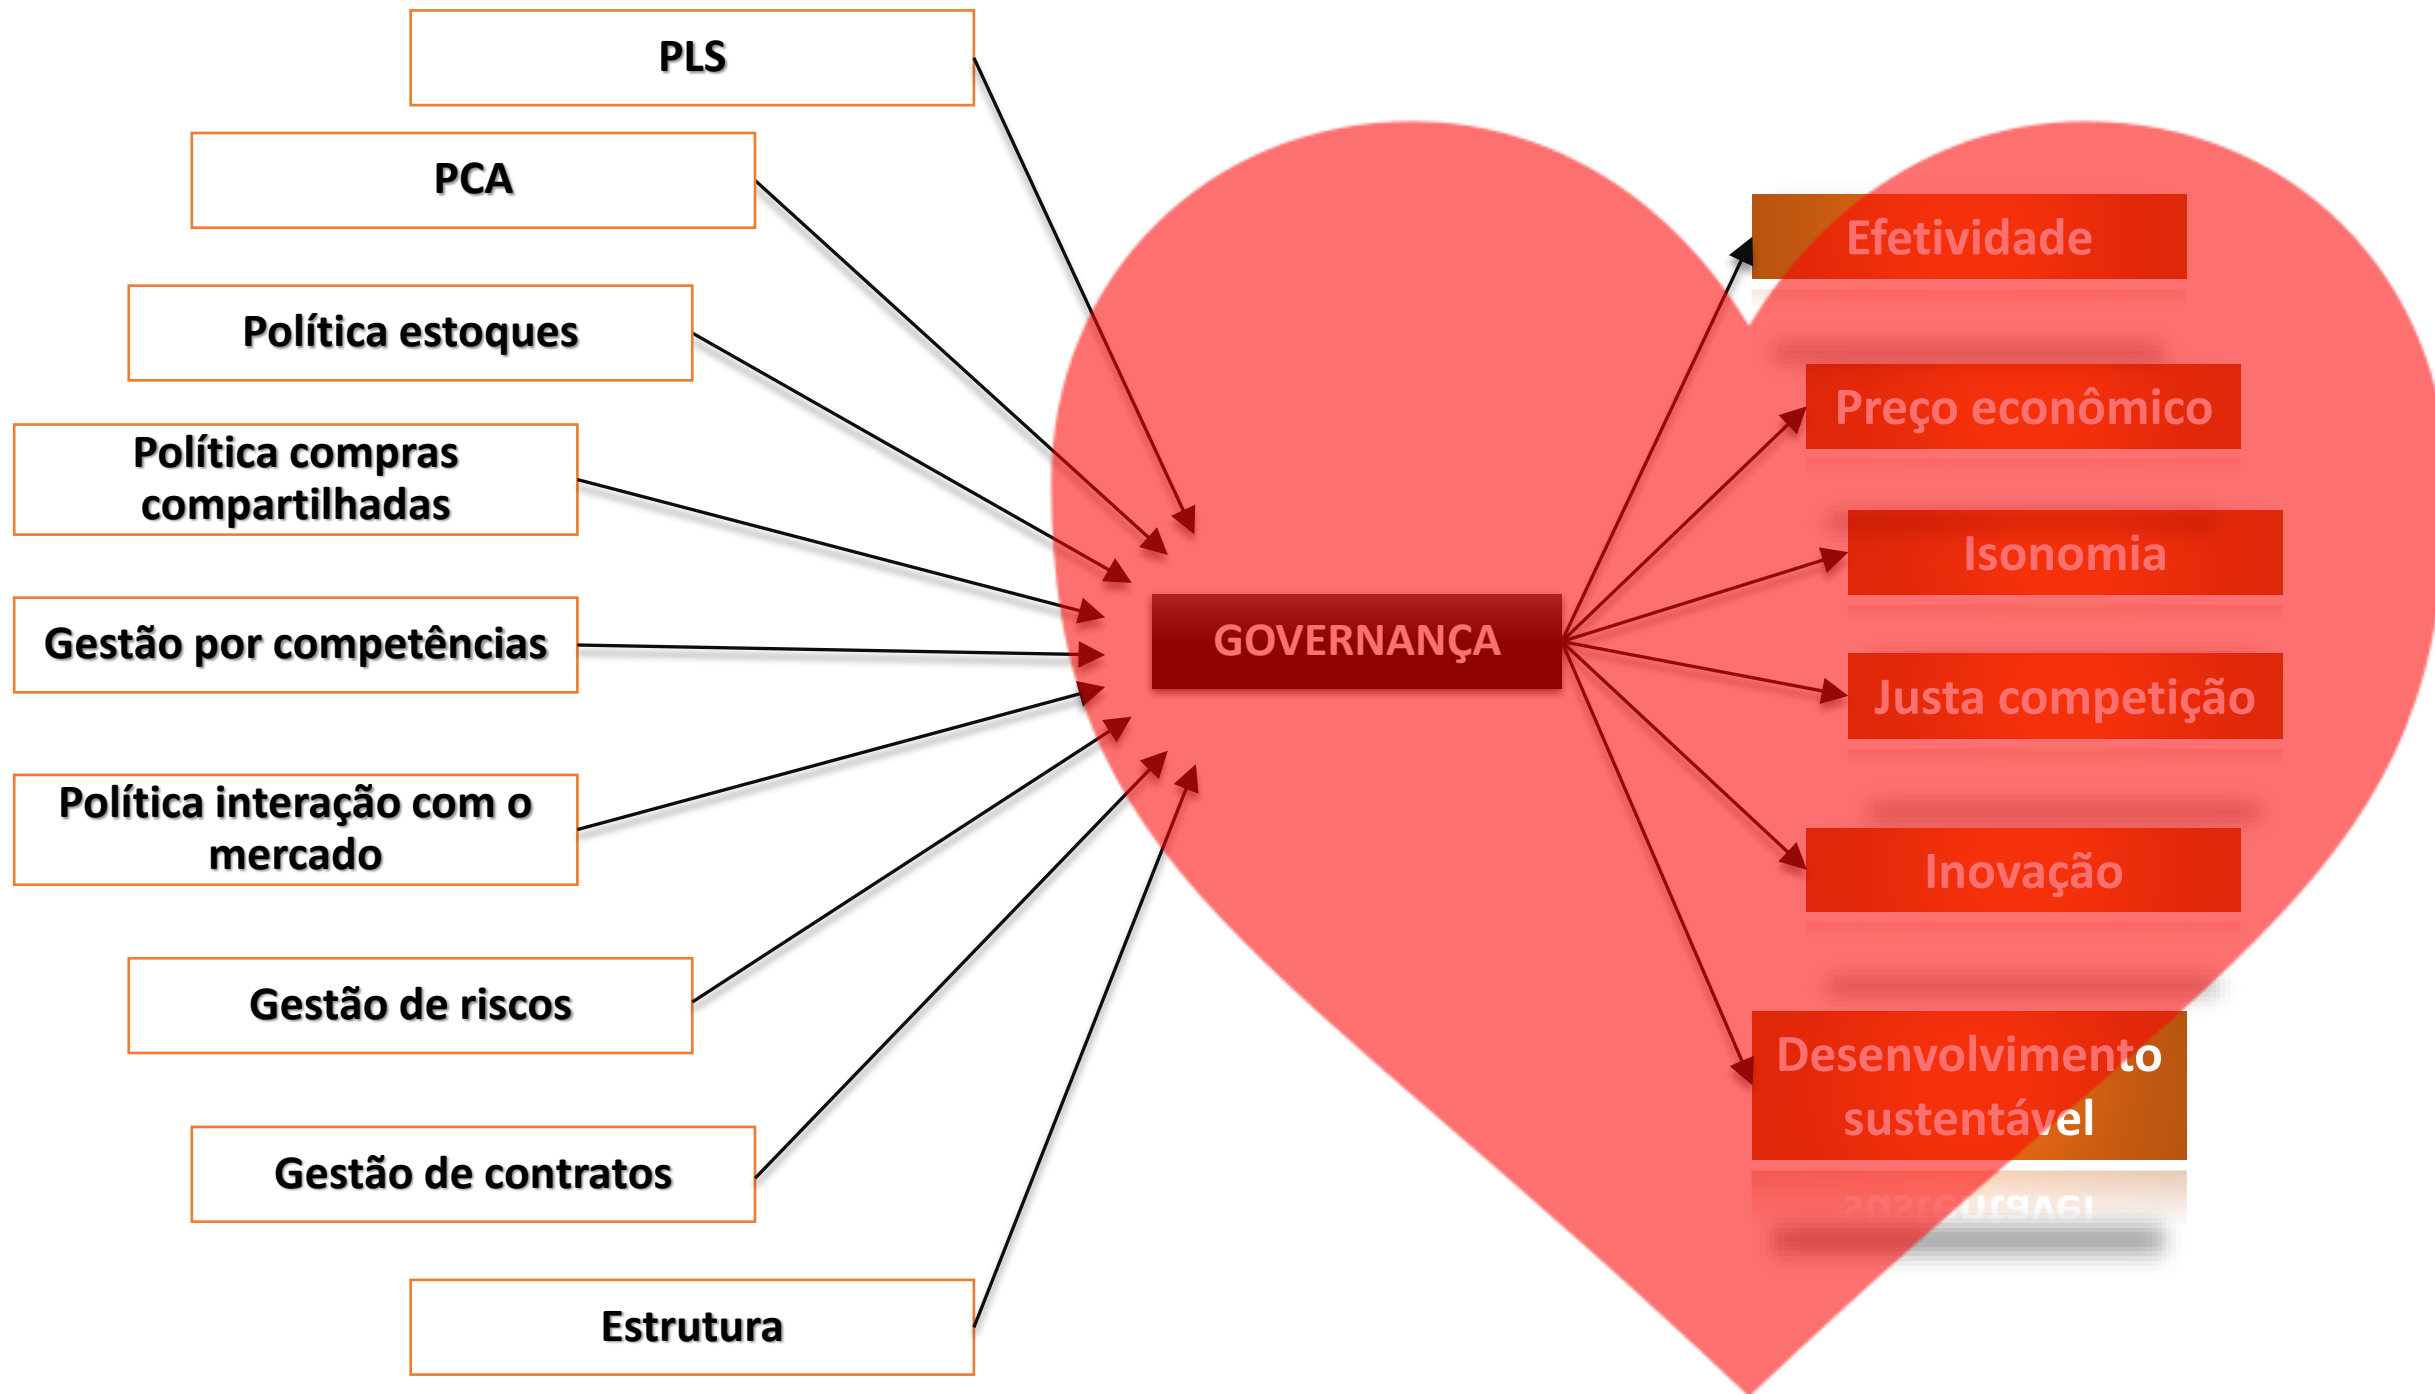 PLS
PCA
Política estoques
Política compras
compartilhadas
Gestão por competências
Política interação com o
mercado
Gestão de riscos
Gestão de contratos
Estrutura
GOVERNANÇA
Efetividade
Preço econômico
Isonomia
Justa competição
Inovação
Desenvolvimento
sustentável